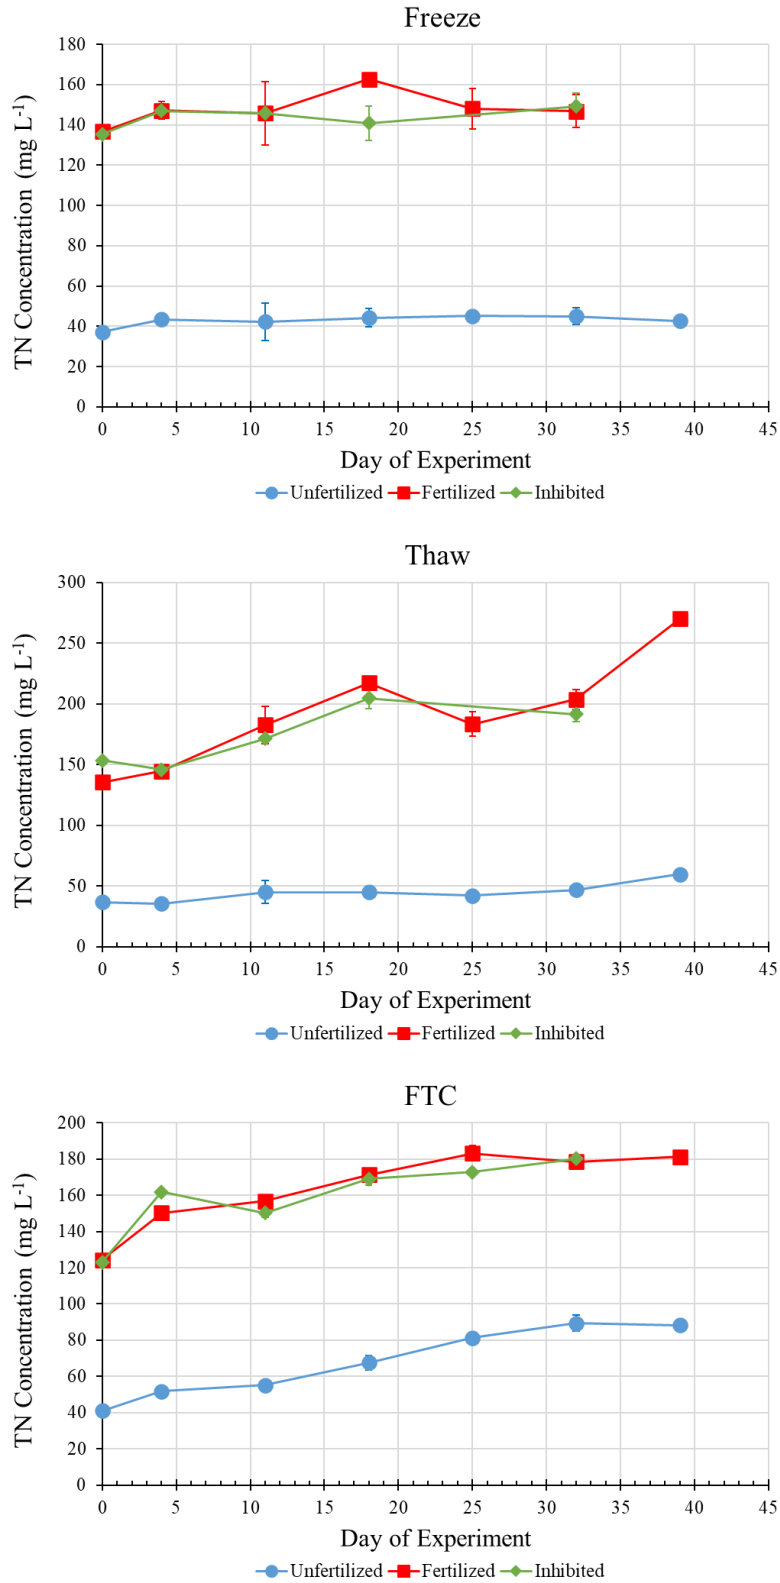 Freeze
TN Concentration (mg L-1)
180
160
140
120
100
80
60
40
20
0
0 5 10 15 20 25 30 35 40 45
Day of Experiment
Unfertilized Fertilized Inhibited
Thaw
TN Concentration (mg L-1)
300
250
200
150
100
50
0
0 5 10 15 20 25 30 35 40 45
Day of Experiment
Unfertilized Fertilized Inhibited
FTC
TN Concentration (mg L-1)
200
180
160
140
120
100
80
60
40
20
0
0 5 10 15 20 25 30 35 40 45
Day of Experiment
Unfertilized Fertilized Inhibited